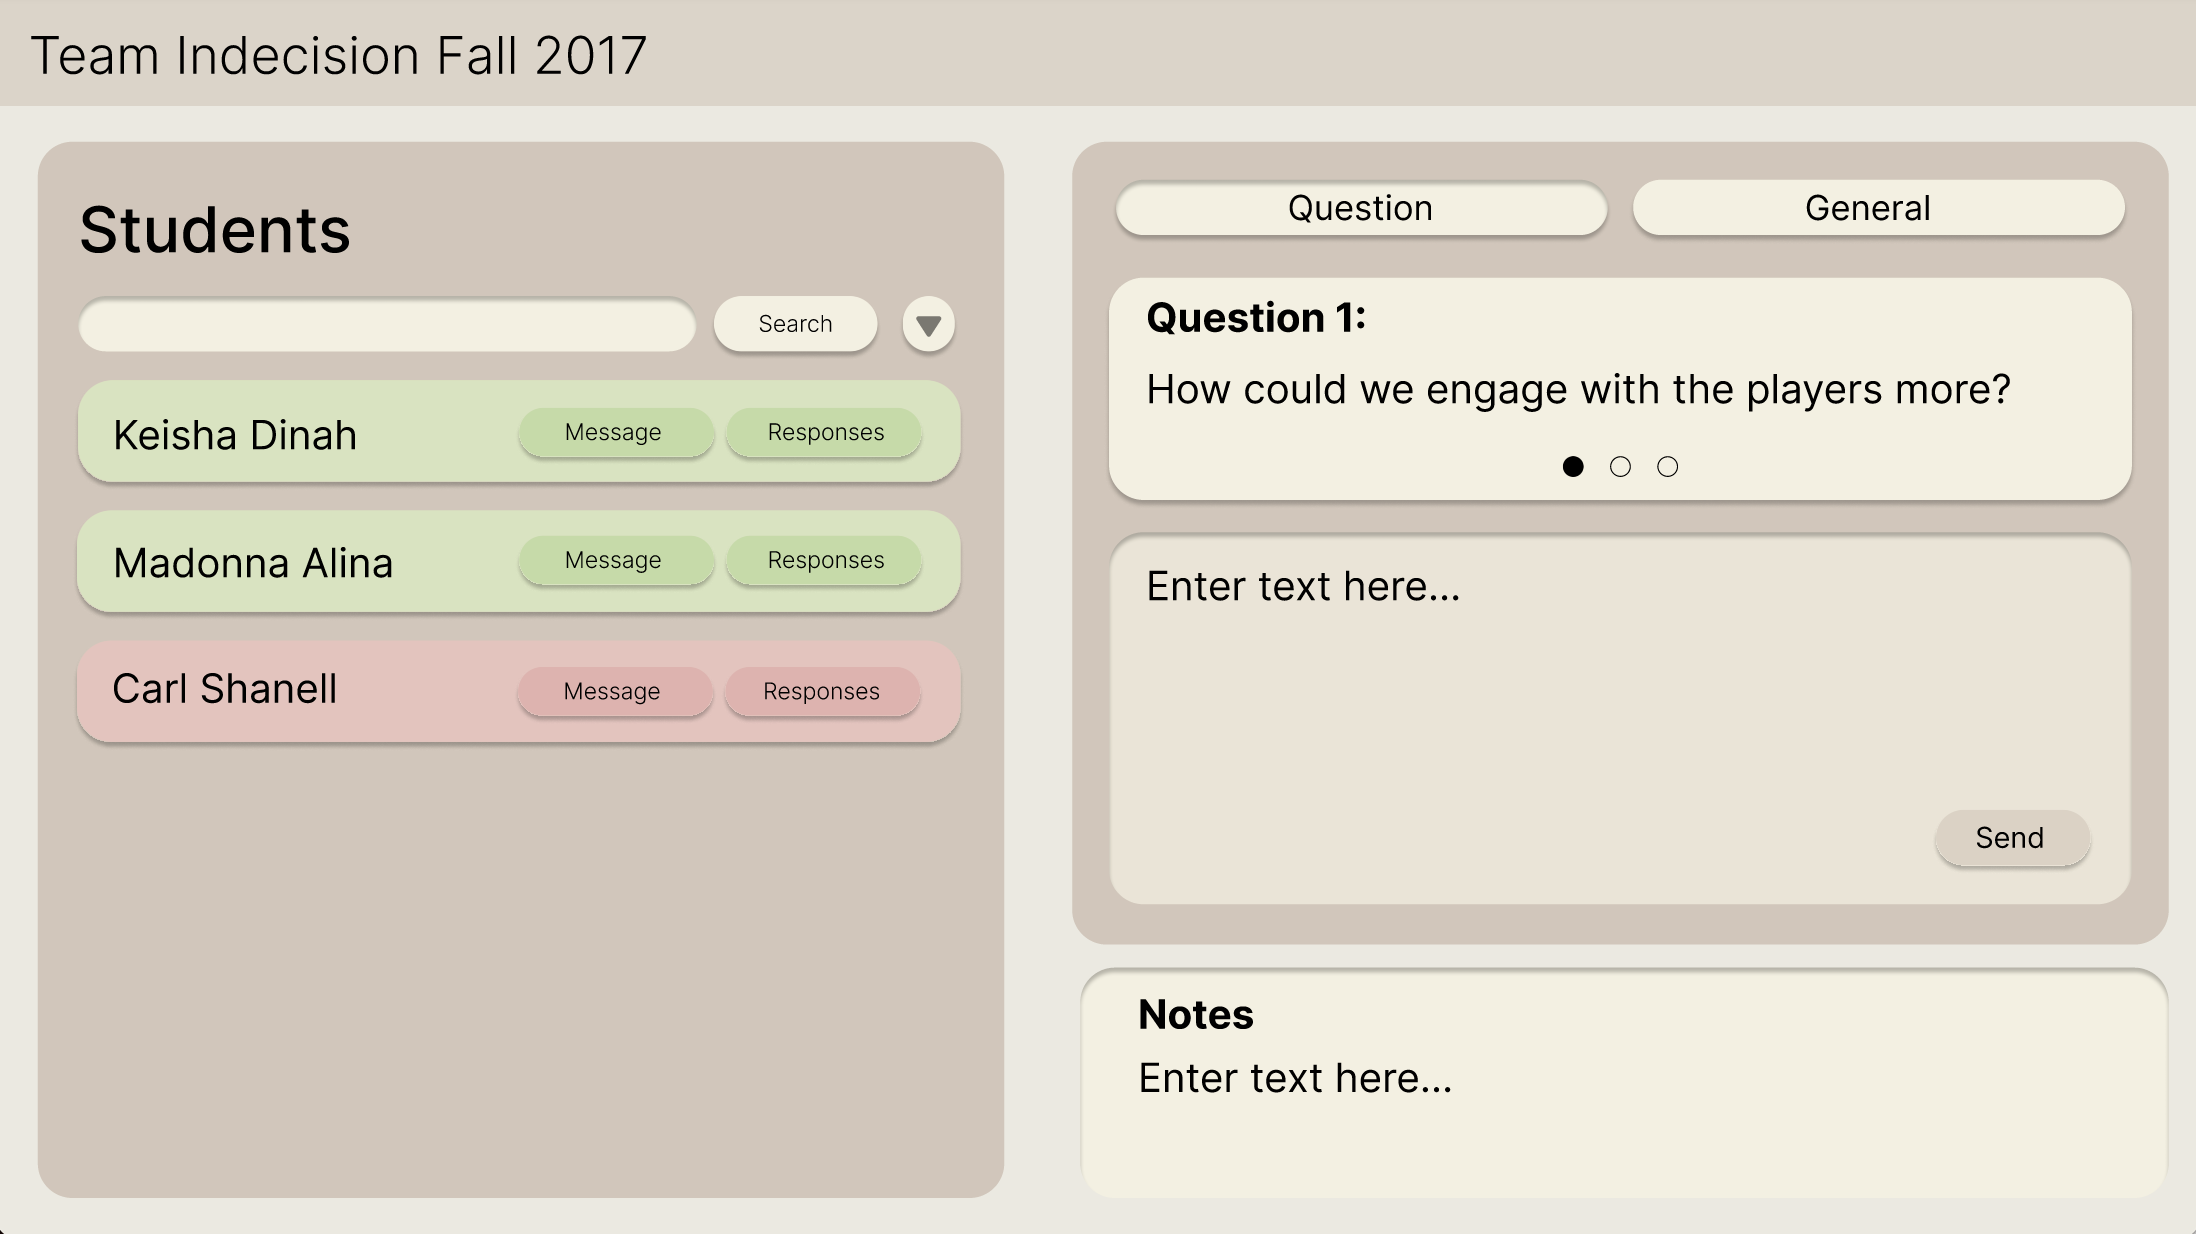 Team Indecision Fall 2017
Students
Search
Keisha Dinah
Message
Responses
Madonna Alina
Message
Responses
Carl Shanell
Message
Responses
Question
General
Question 1:
How could we engage with the players more?
Enter text here...
Send
Notes
Enter text here...